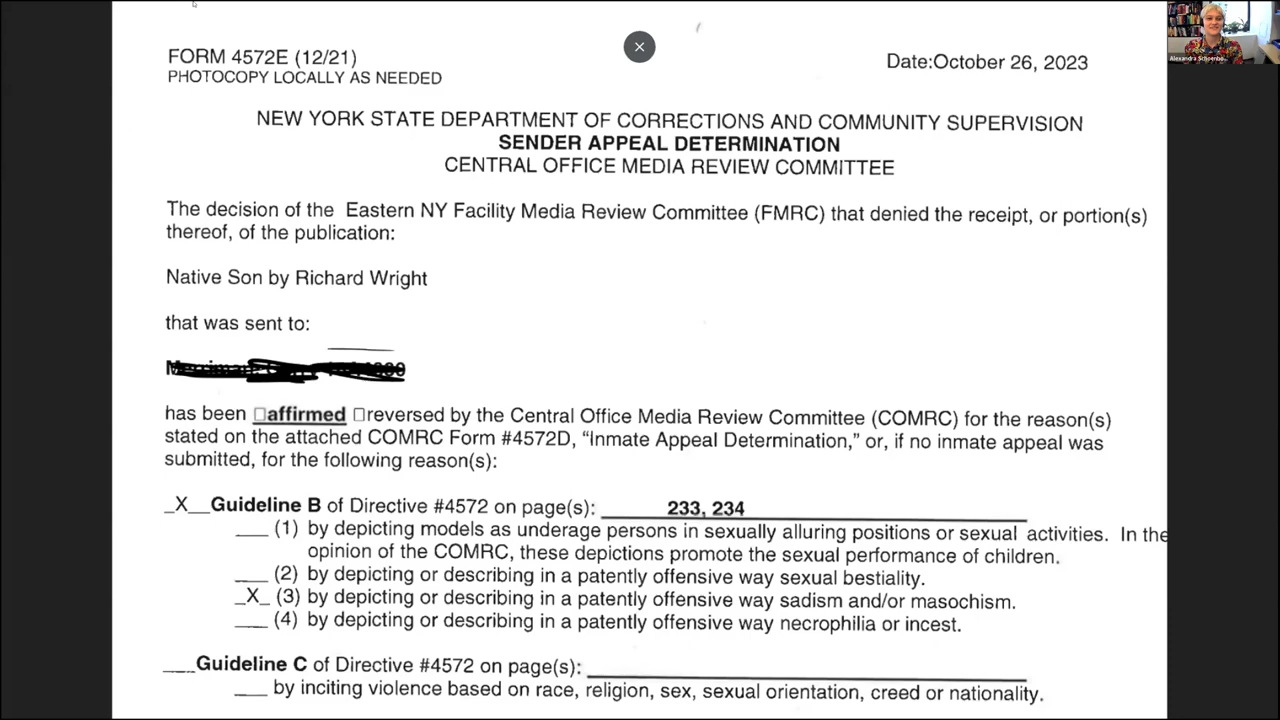 FORM 4572E (12/21)
Date:October 26, 2023
PHOTOCOPY LOCALLY AS NEEDED
NEW YORK STATE DEPARTMENT OF CORRECTIONS AND COMMUNITY SUPERVISION
SENDER APPEAL DETERMINATION
CENTRAL OFFICE MEDIA REVIEW COMMITTEE
The decision of the Eastern NY Facility Media Review Committee (FMRC) that denied the receipt, or portion(s)
thereof, of the publication:
Native Son by Richard Wright
that was sent to:
has been ☐affirmed ☐reversed by the Central Office Media Review Committee (COMRC) for the reason(s)
stated on the attached COMRC Form #4572D, “Inmate Appeal Determination,” or, if no inmate appeal was
submitted, for the following reason(s):
_X__Guideline B of Directive #4572 on page(s): 233, 234
___ (1) by depicting models as underage persons in sexually alluring positions or sexual activities. In the
opinion of the COMRC, these depictions promote the sexual performance of children.
___ (2) by depicting or describing in a patently offensive way sexual bestiality.
_X_ (3) by depicting or describing in a patently offensive way sadism and/or masochism.
___ (4) by depicting or describing in a patently offensive way necrophilia or incest.
___Guideline C of Directive #4572 on page(s):
___ by inciting violence based on race, religion, sex, sexual orientation, creed or nationality.
Alexandra